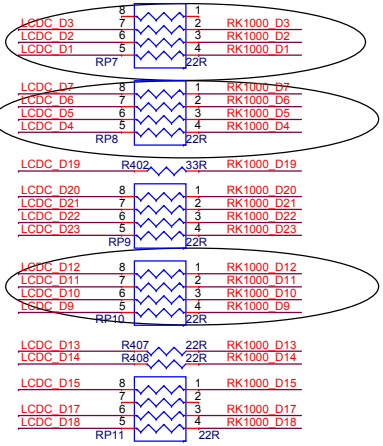 8 1
LCDC_D3 7 2 RK1000_D3
LCDC_D2 6 3 RK1000_D2
LCDC_D1 5 4 RK1000_D1
RP7 22R
LCDC_D7 8 1 RK1000_D7
LCDC_D6 7 2 RK1000_D6
LCDC_D5 6 3 RK1000_D5
LCDC_D4 5 4 RK1000_D4
RP8 22R
LCDC_D19 R402 33R RK1000_D19
LCDC_D20 8 1 RK1000_D20
LCDC_D21 7 2 RK1000_D21
LCDC_D22 6 3 RK1000_D22
LCDC_D23 5 4 RK1000_D23
RP9 22R
LCDC_D12 8 1 RK1000_D12
LCDC_D11 7 2 RK1000_D11
LCDC_D10 6 3 RK1000_D10
LCDC_D9 5 4 RK1000_D9
RP10 22R
LCDC_D13 R407 22R RK1000_D13
LCDC_D14 R408 22R RK1000_D14
LCDC_D15 8 1 RK1000_D15
7 2
LCDC_D17 6 3 RK1000_D17
LCDC_D18 5 4 RK1000_D18
RP11 22R